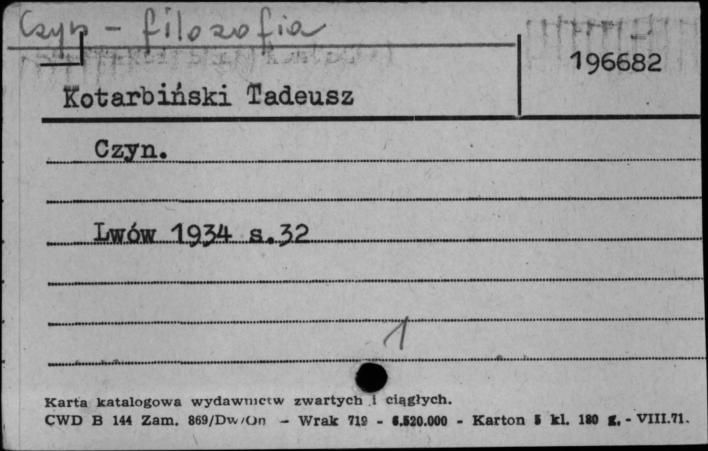 Czyn - filozofia
196682
Kotarbiński Tadeusz
Czyn.
Lwów 1934 s.32
1
Karta katalogowa wydawnictw zwartych i ciągłych.
CWD B 144 Zam. 869/Dw/On - Wrak 719 - 6.520.000 - Karton 5 kl. 180 g. - VIII.71.